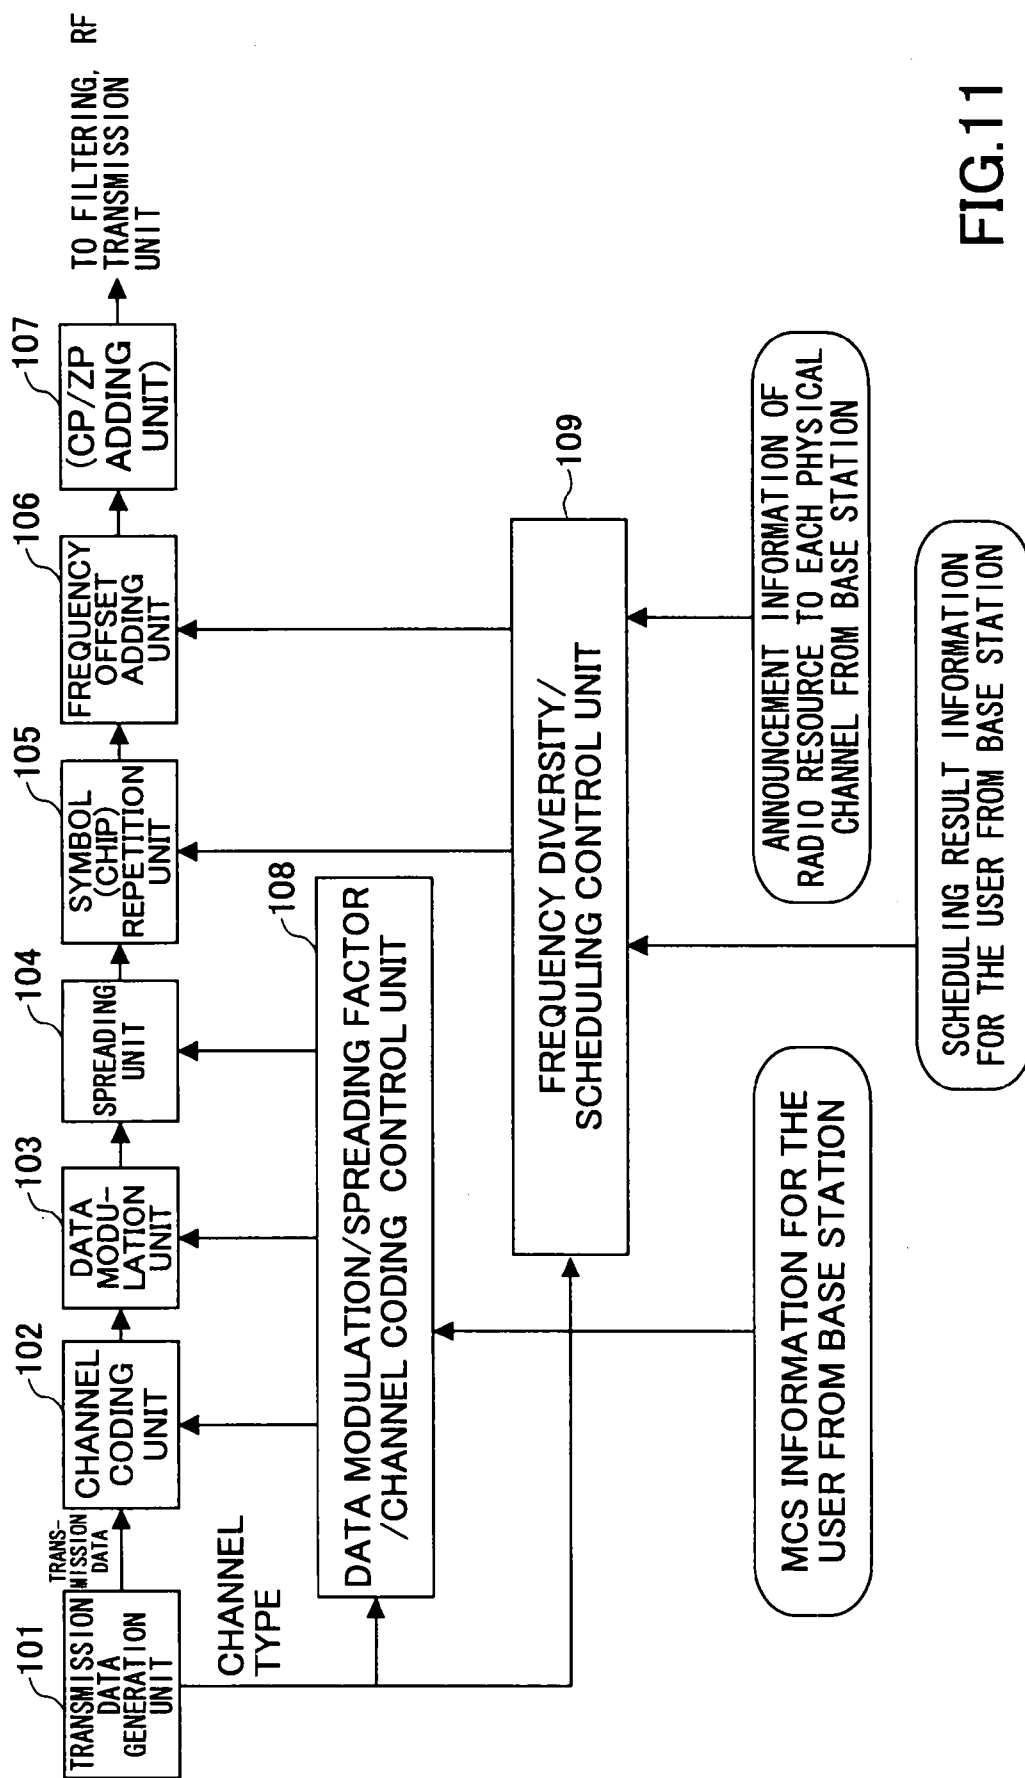 101
TRANSMISSION
DATA
GENERATION
UNIT
TRANS-
MISSION
DATA
102
CHANNEL
CODING
UNIT
103
DATA
MODU-
LATION
UNIT
104
SPREADING
UNIT
105
SYMBOL
(CHIP)
REPETITION
UNIT
106
FREQUENCY
OFFSET
ADDING
UNIT
107
(CP/ZP
ADDING
UNIT)
TO FILTERING, RF
TRANSMISSION
UNIT
CHANNEL
TYPE
108
DATA MODULATION/SPREADING FACTOR
/CHANNEL CODING CONTROL UNIT
109
FREQUENCY DIVERSITY/
SCHEDULING CONTROL UNIT
MCS INFORMATION FOR THE
USER FROM BASE STATION
ANNOUNCEMENT INFORMATION OF
RADIO RESOURCE TO EACH PHYSICAL
CHANNEL FROM BASE STATION
SCHEDULING RESULT INFORMATION
FOR THE USER FROM BASE STATION
FIG.11